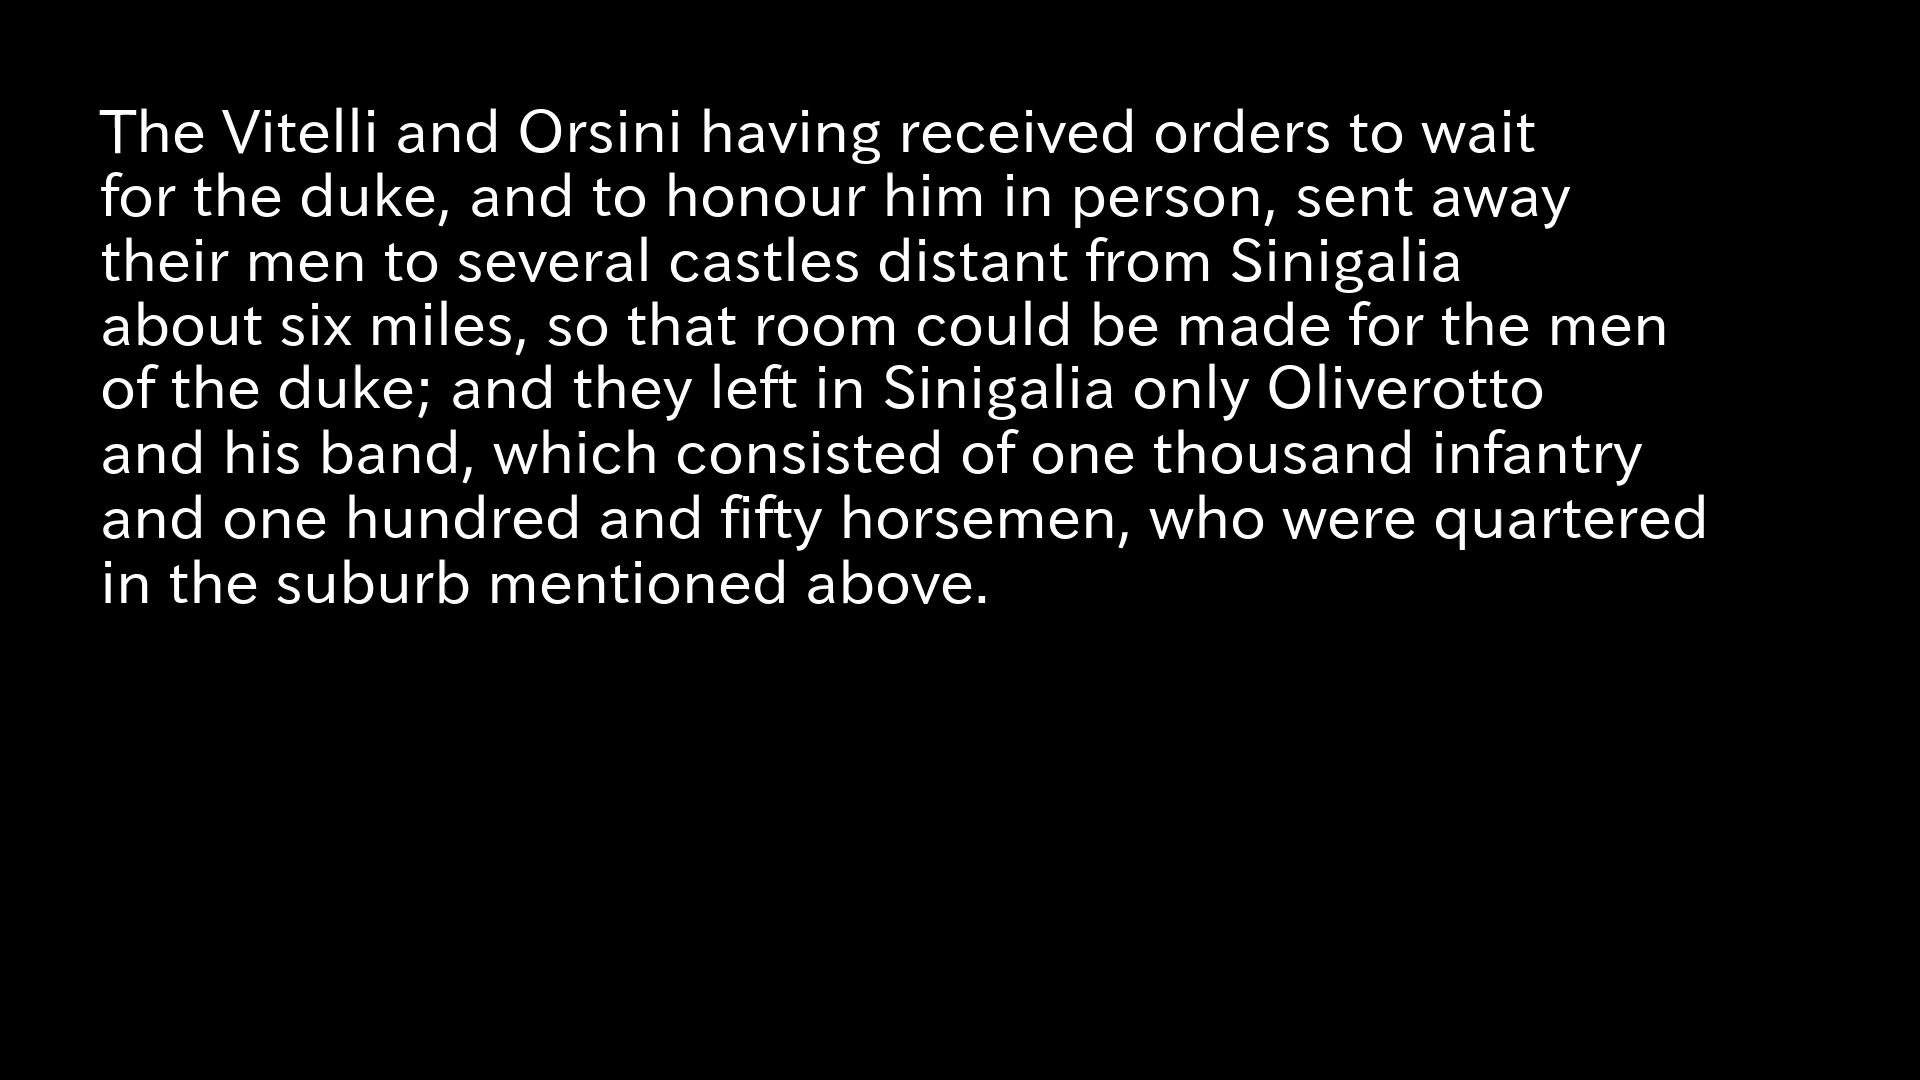 The Vitelli and Orsini having received orders to wait
for the duke, and to honour him in person, sent away
their men to several castles distant from Sinigalia
about six miles, so that room could be made for the men
of the duke; and they left in Sinigalia only Oliverotto
and his band, which consisted of one thousand infantry
and one hundred and fifty horsemen, who were quartered
in the suburb mentioned above.